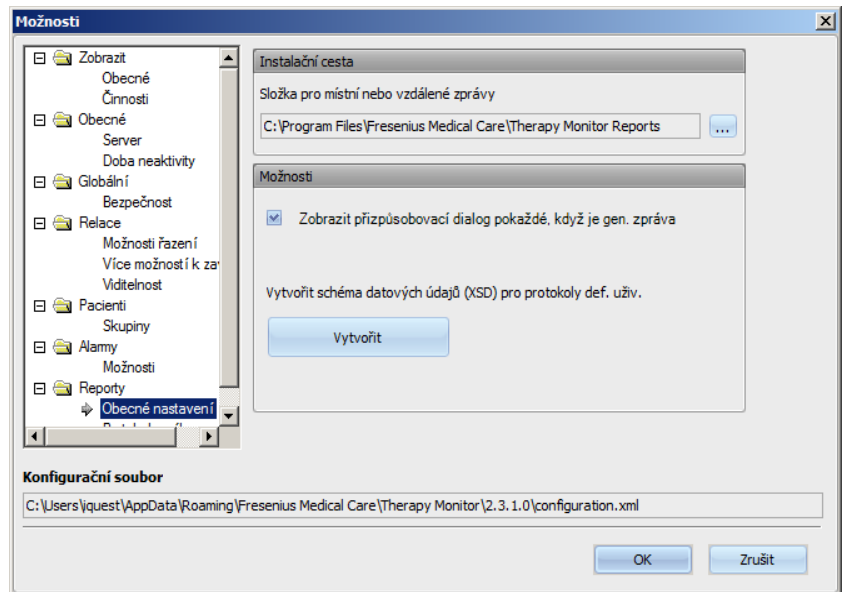 Možnosti
Zobrazit
Obecné
Činnosti
Obecné
Server
Doba neaktivity
Globální
Bezpečnost
Relace
Možnosti řazení
Více možností k za
Viditelnost
Pacienti
Skupiny
Alarmy
Možnosti
Reporty
Obecné nastavení
Instalační cesta
Složka pro místní nebo vzdálené zprávy
C:\Program Files\Fresenius Medical Care\Therapy Monitor Reports
...
Možnosti
Zobrazit přizpůsobovací dialog pokaždé, když je gen. zpráva
Vytvořit schéma datových údajů (XSD) pro protokoly def. uživ.
Vytvořit
Konfigurační soubor
C:\Users\iquest\AppData\Roaming\Fresenius Medical Care\Therapy Monitor\2.3.1.0\configuration.xml
OK
Zrušit